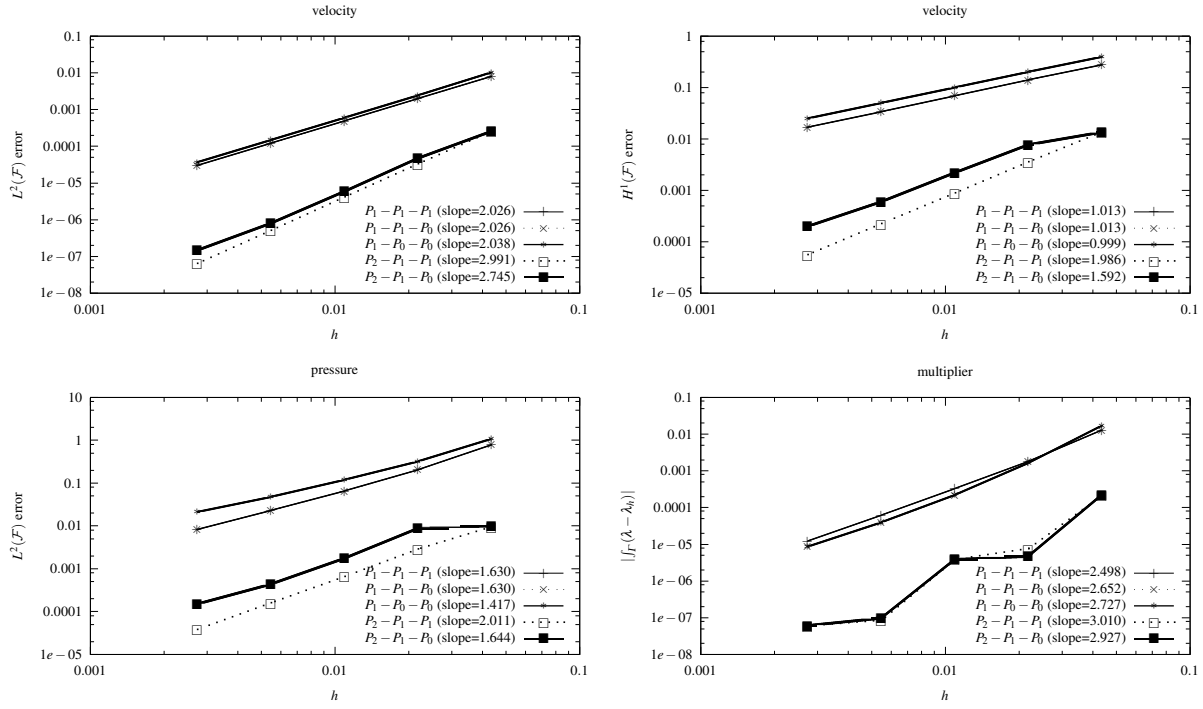 velocity
0.1
0.01
0.001
0.0001
1e − 05
1e − 06
1e − 07
1e − 08
0.001
0.01
0.1
h
L²(ℱ) error
P₁ − P₁ − P₁ (slope=2.026)
P₁ − P₁ − P₀ (slope=2.026)
P₁ − P₀ − P₀ (slope=2.038)
P₂ − P₁ − P₁ (slope=2.991)
P₂ − P₁ − P₀ (slope=2.745)
velocity
1
0.1
0.01
0.001
0.0001
1e − 05
0.001
0.01
0.1
h
H¹(ℱ) error
P₁ − P₁ − P₁ (slope=1.013)
P₁ − P₁ − P₀ (slope=1.013)
P₁ − P₀ − P₀ (slope=0.999)
P₂ − P₁ − P₁ (slope=1.986)
P₂ − P₁ − P₀ (slope=1.592)
pressure
10
1
0.1
0.01
0.001
0.0001
1e − 05
0.001
0.01
0.1
h
L²(ℱ) error
P₁ − P₁ − P₁ (slope=1.630)
P₁ − P₁ − P₀ (slope=1.630)
P₁ − P₀ − P₀ (slope=1.417)
P₂ − P₁ − P₁ (slope=2.011)
P₂ − P₁ − P₀ (slope=1.644)
multiplier
0.1
0.01
0.001
0.0001
1e − 05
1e − 06
1e − 07
1e − 08
0.001
0.01
0.1
h
|∫_Γ(λ − λₕ)|
P₁ − P₁ − P₁ (slope=2.498)
P₁ − P₁ − P₀ (slope=2.652)
P₁ − P₀ − P₀ (slope=2.727)
P₂ − P₁ − P₁ (slope=3.010)
P₂ − P₁ − P₀ (slope=2.927)